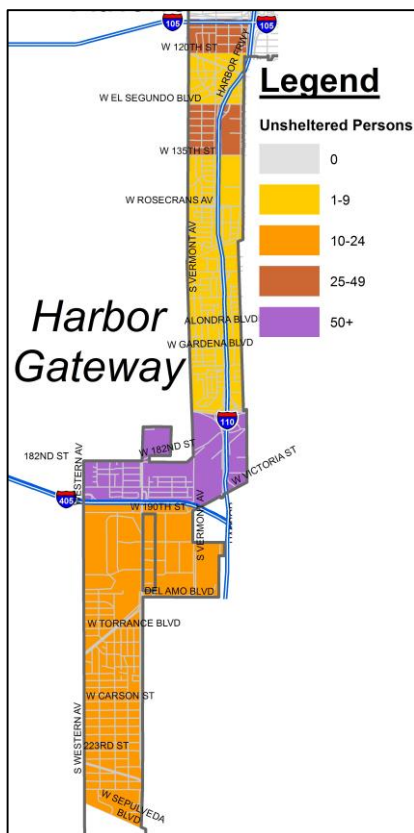 105
105
W 120TH ST
HARBOR FRWY
W EL SEGUNDO BLVD
W 135TH ST
W ROSECRANS AV
S VERMONT AV
ALONDRA BLVD
W GARDENA BLVD
Legend
Unsheltered Persons
0
1-9
10-24
25-49
50+
Harbor
Gateway
110
182ND ST
W 182ND ST
WESTERN AV
W VICTORIA ST
405
W 190TH ST
S VERMONT AV
DEL AMO BLVD
W TORRANCE BLVD
W CARSON ST
S WESTERN AV
223RD ST
W SEPULVEDA
BLVD